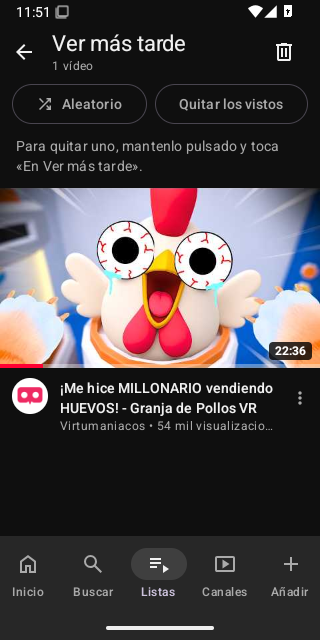 11:51
Ver más tarde
1 vídeo
Aleatorio
Quitar los vistos
Para quitar uno, mantenlo pulsado y toca
«En Ver más tarde».
22:36
¡Me hice MILLONARIO vendiendo
HUEVOS! - Granja de Pollos VR
Virtumaniacos • 54 mil visualizacio…
Inicio
Buscar
Listas
Canales
Añadir